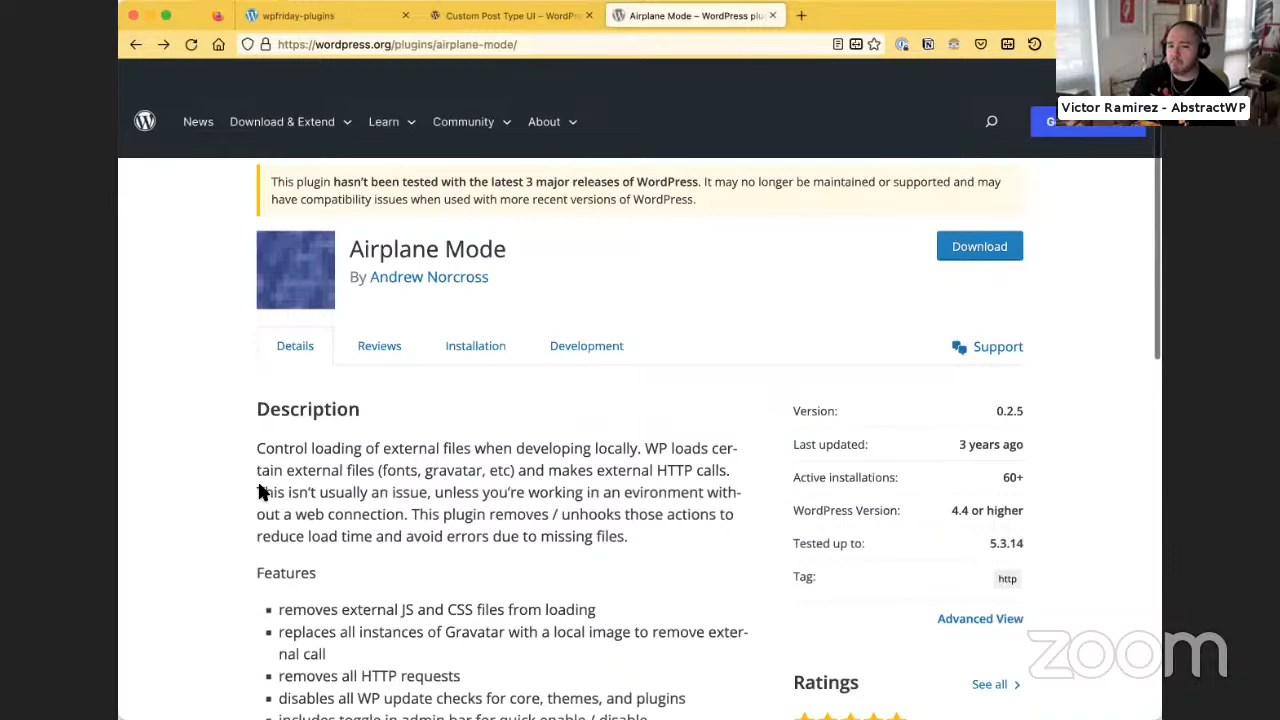 wpfriday-plugins
Custom Post Type UI – WordPr
Airplane Mode – WordPress plu
https://wordpress.org/plugins/airplane-mode/
Victor Ramirez - AbstractWP
News
Download & Extend
Learn
Community
About
This plugin hasn't been tested with the latest 3 major releases of WordPress. It may no longer be maintained or supported and may
have compatibility issues when used with more recent versions of WordPress.
Airplane Mode
By Andrew Norcross
Download
Details
Reviews
Installation
Development
Support
Description
Control loading of external files when developing locally. WP loads cer-
tain external files (fonts, gravatar, etc) and makes external HTTP calls.
This isn't usually an issue, unless you're working in an evironment with-
out a web connection. This plugin removes / unhooks those actions to
reduce load time and avoid errors due to missing files.
Features
removes external JS and CSS files from loading
replaces all instances of Gravatar with a local image to remove exter-
nal call
removes all HTTP requests
disables all WP update checks for core, themes, and plugins
includes toggle in admin bar for quick enable / disable
Version: 0.2.5
Last updated: 3 years ago
Active installations: 60+
WordPress Version: 4.4 or higher
Tested up to: 5.3.14
Tag: http
Advanced View
Ratings
See all
zoom